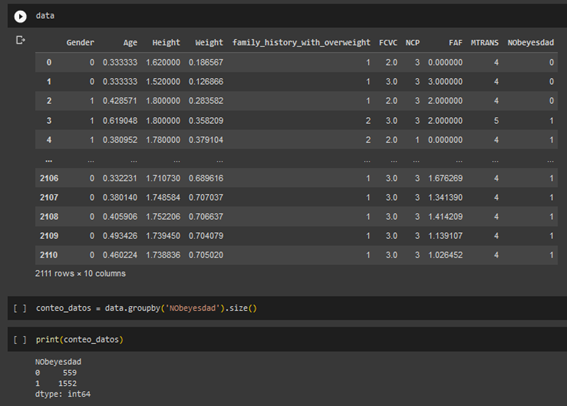 data
Gender Age Height Weight family_history_with_overweight FCVC NCP FAF MTRANS NObeyesdad
0 0 0.333333 1.620000 0.186567 1 2.0 3 0.000000 4 0
1 0 0.333333 1.520000 0.126866 1 3.0 3 3.000000 4 0
2 1 0.428571 1.800000 0.283582 1 2.0 3 2.000000 4 0
3 1 0.619048 1.800000 0.358209 2 3.0 3 2.000000 5 1
4 1 0.380952 1.780000 0.379104 2 2.0 1 0.000000 4 1
... ... ... ... ... ... ... ... ... ... ...
2106 0 0.332231 1.710730 0.689616 1 3.0 3 1.676269 4 1
2107 0 0.380140 1.748584 0.707037 1 3.0 3 1.341390 4 1
2108 0 0.405906 1.752206 0.706637 1 3.0 3 1.414209 4 1
2109 0 0.493426 1.739450 0.704079 1 3.0 3 1.139107 4 1
2110 0 0.460224 1.738836 0.705020 1 3.0 3 1.026452 4 1
2111 rows × 10 columns
[ ] conteo_datos = data.groupby('NObeyesdad').size()
[ ] print(conteo_datos)
NObeyesdad
0 559
1 1552
dtype: int64